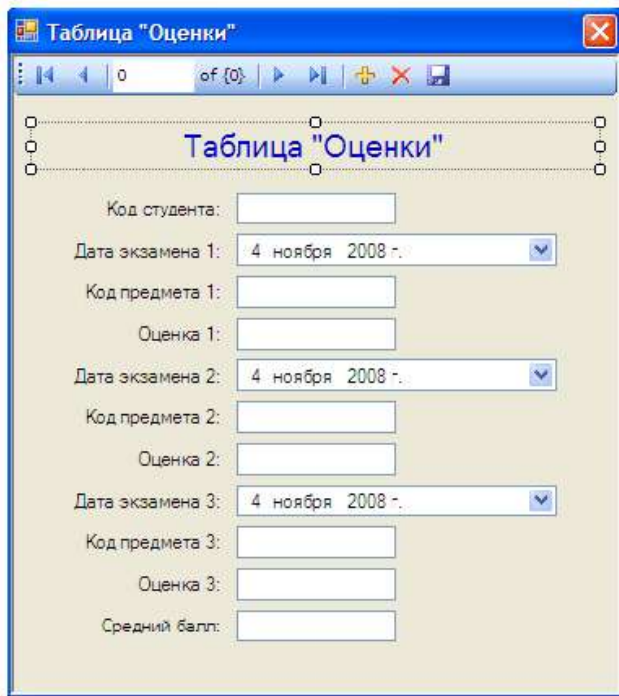 Таблица "Оценки"
0 of {0}
Таблица "Оценки"
Код студента:
Дата экзамена 1: 4 ноября 2008 г.
Код предмета 1:
Оценка 1:
Дата экзамена 2: 4 ноября 2008 г.
Код предмета 2:
Оценка 2:
Дата экзамена 3: 4 ноября 2008 г.
Код предмета 3:
Оценка 3:
Средний балл: